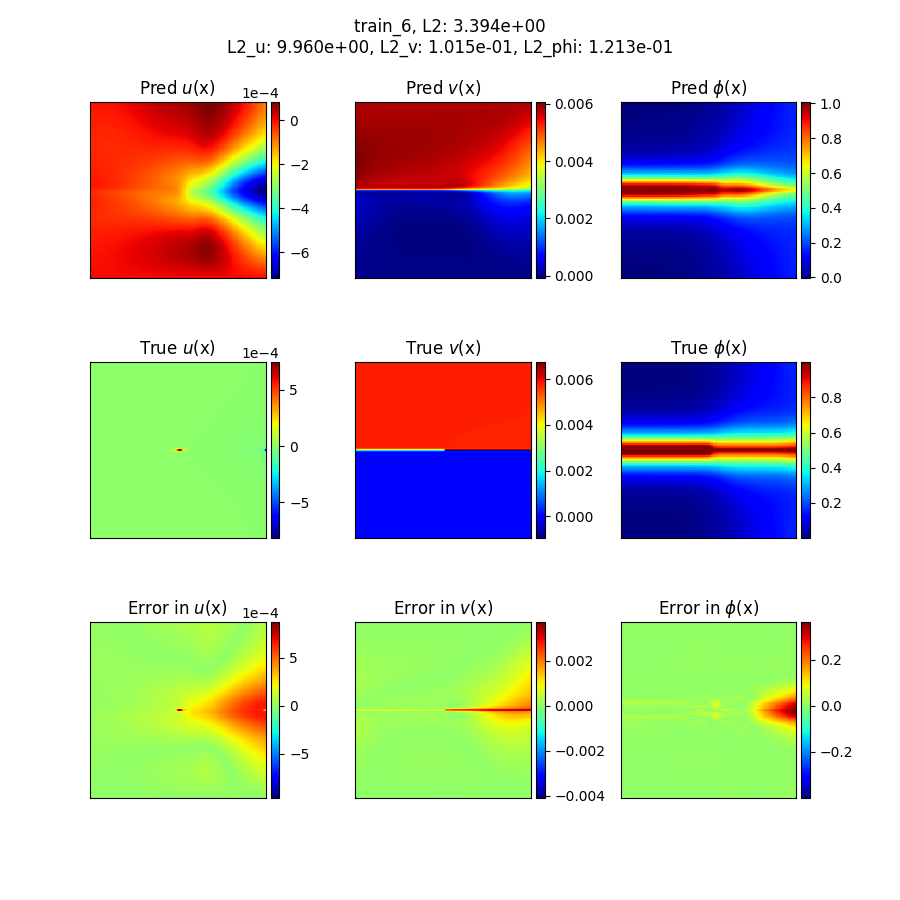 train_6, L2: 3.394e+00
L2_u: 9.960e+00, L2_v: 1.015e-01, L2_phi: 1.213e-01
Pred u(x)
1e−4
0
−2
−4
−6
Pred v(x)
0.006
0.004
0.002
0.000
Pred ϕ(x)
1.0
0.8
0.6
0.4
0.2
0.0
True u(x)
1e−4
5
0
−5
True v(x)
0.006
0.004
0.002
0.000
True ϕ(x)
0.8
0.6
0.4
0.2
Error in u(x)
1e−4
5
0
−5
Error in v(x)
0.002
0.000
−0.002
−0.004
Error in ϕ(x)
0.2
0.0
−0.2